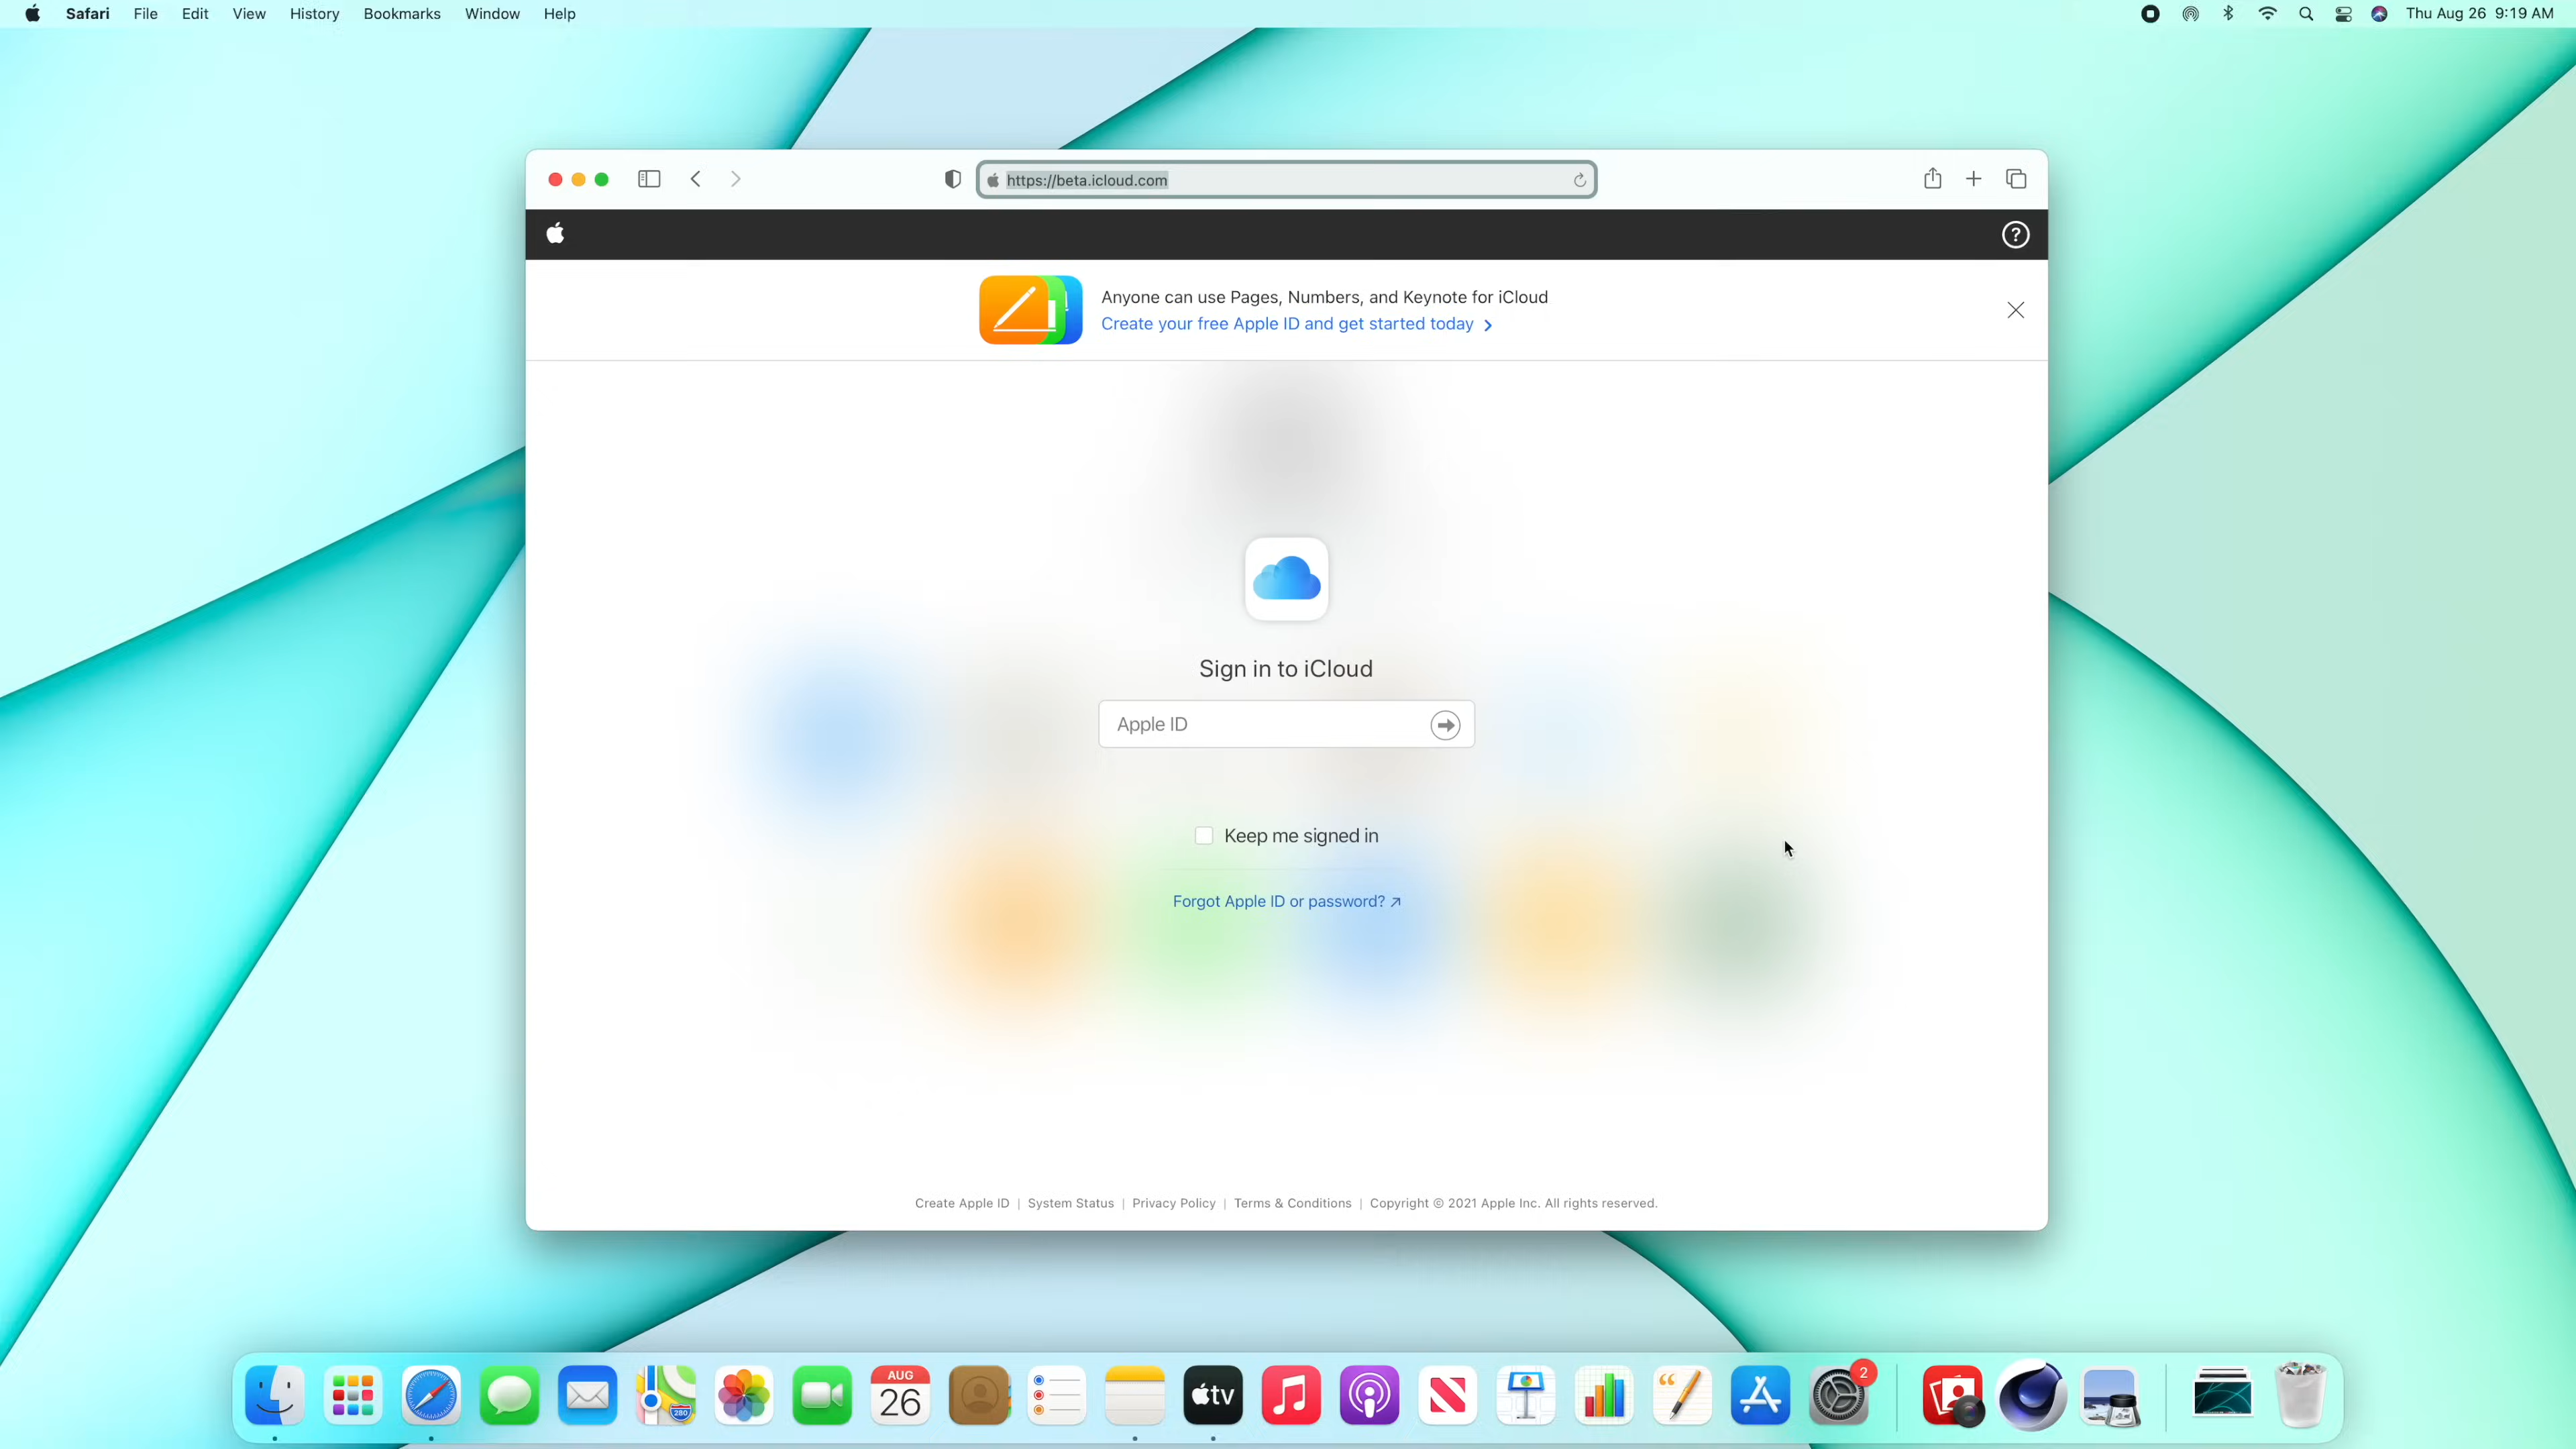 Safari File Edit View History Bookmarks Window Help Thu Aug 26 9:19 AM
https://beta.icloud.com
?
Anyone can use Pages, Numbers, and Keynote for iCloud
Create your free Apple ID and get started today >
Sign in to iCloud
Apple ID
Keep me signed in
Forgot Apple ID or password? ↗
Create Apple ID | System Status | Privacy Policy | Terms & Conditions | Copyright © 2021 Apple Inc. All rights reserved.
280
AUG
26
tv
2